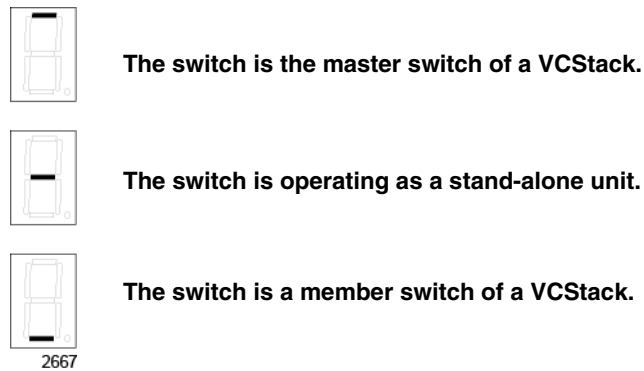 The switch is the master switch of a VCStack.
The switch is operating as a stand-alone unit.
The switch is a member switch of a VCStack.
2667